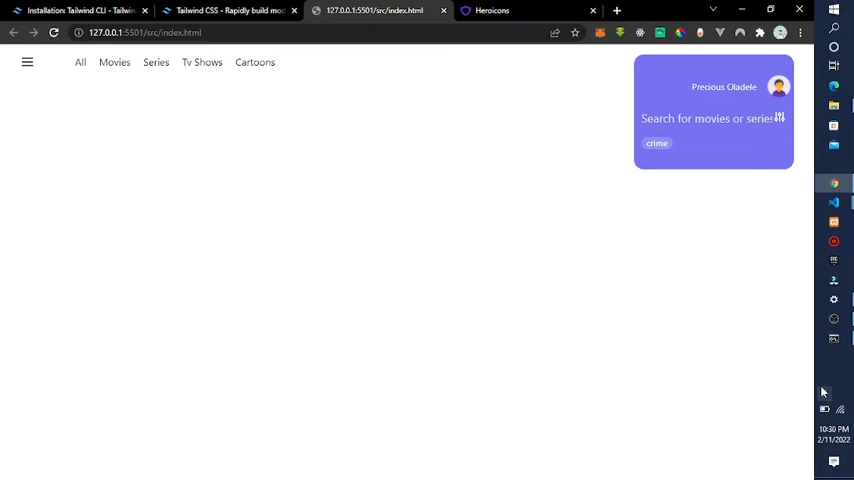 Installation: Tailwind CLI - Tailwin
Tailwind CSS - Rapidly build mod
127.0.0.1:5501/src/index.html
Heroicons
127.0.0.1:5501/src/index.html
All Movies Series Tv Shows Cartoons
Precious Oladele
Search for movies or series
crime
10:30 PM
2/11/2022